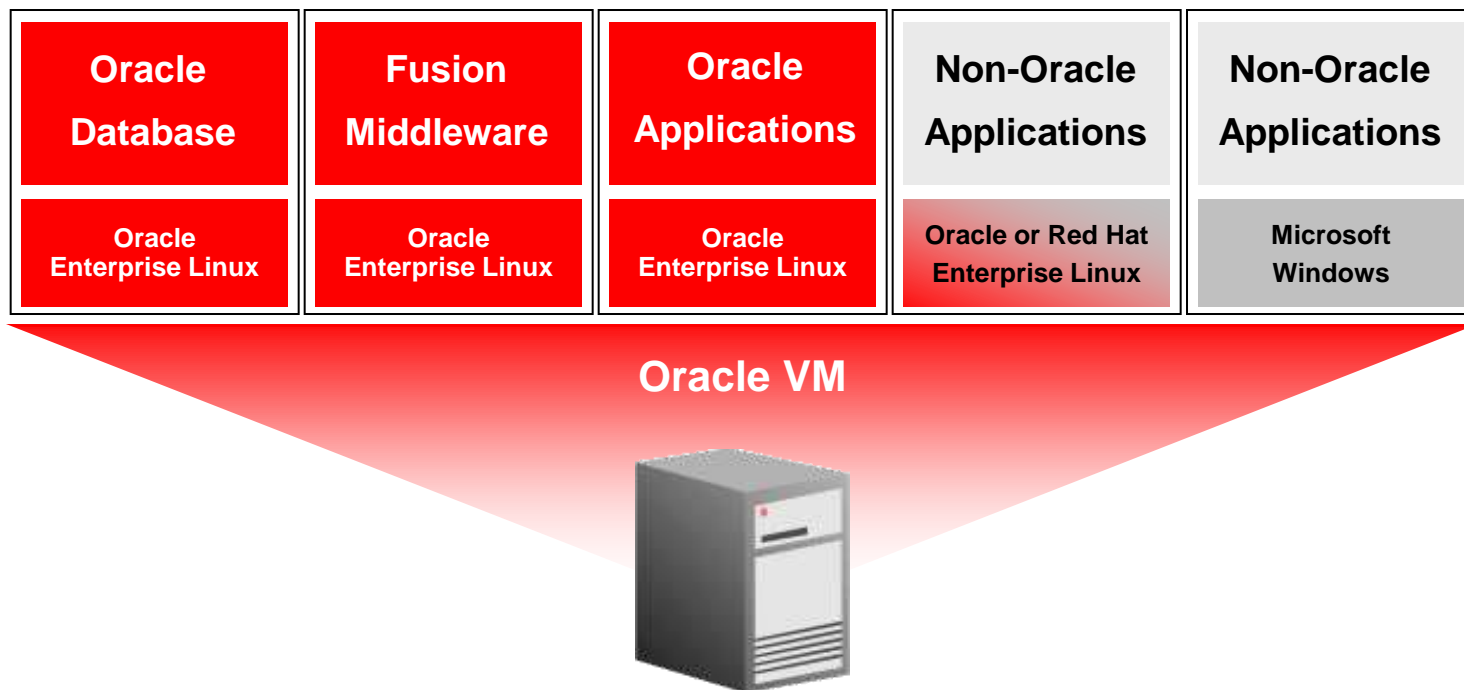 Oracle
Database
Fusion
Middleware
Oracle
Applications
Non-Oracle
Applications
Non-Oracle
Applications
Oracle
Enterprise Linux
Oracle
Enterprise Linux
Oracle
Enterprise Linux
Oracle or Red Hat
Enterprise Linux
Microsoft
Windows
Oracle VM